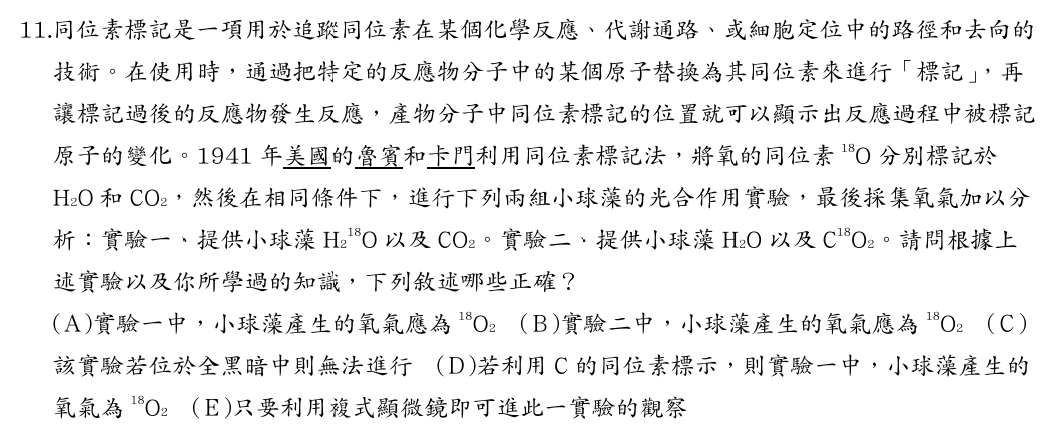 11.同位素標記是一項用於追蹤同位素在某個化學反應、代謝通路、或細胞定位中的路徑和去向的
技術。在使用時，通過把特定的反應物分子中的某個原子替換為其同位素來進行「標記」，再
讓標記過後的反應物發生反應，產物分子中同位素標記的位置就可以顯示出反應過程中被標記
原子的變化。1941 年美國的魯賓和卡門利用同位素標記法，將氧的同位素 ¹⁸O 分別標記於
H₂O 和 CO₂，然後在相同條件下，進行下列兩組小球藻的光合作用實驗，最後採集氧氣加以分
析：實驗一、提供小球藻 H₂¹⁸O 以及 CO₂。實驗二、提供小球藻 H₂O 以及 C¹⁸O₂。請問根據上
述實驗以及你所學過的知識，下列敘述哪些正確？
(A)實驗一中，小球藻產生的氧氣應為 ¹⁸O₂ (B)實驗二中，小球藻產生的氧氣應為 ¹⁸O₂ (C)
該實驗若位於全黑暗中則無法進行 (D)若利用 C 的同位素標示，則實驗一中，小球藻產生的
氧氣為 ¹⁸O₂ (E)只要利用複式顯微鏡即可進此一實驗的觀察